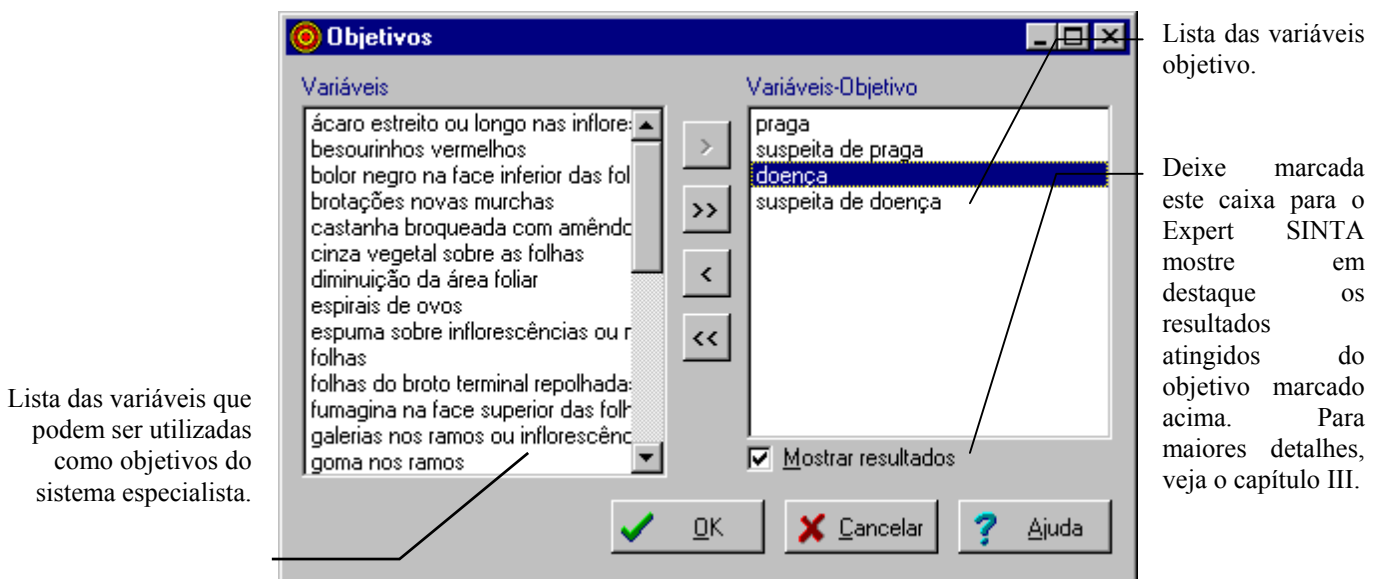 Objetivos
Variáveis
ácaro estreito ou longo nas inflores
besourinhos vermelhos
bolor negro na face inferior das fol
brotações novas murchas
castanha broqueada com amêndo
cinza vegetal sobre as folhas
diminuição da área foliar
espirais de ovos
espuma sobre inflorescências ou r
folhas
folhas do broto terminal repolhadas
fumagina na face superior das folh
galerias nos ramos ou inflorescênc
goma nos ramos
>
>>
<
<<
Variáveis-Objetivo
praga
suspeita de praga
doença
suspeita de doença
Mostrar resultados
OK
Cancelar
Ajuda
Lista das variáveis
objetivo.
Deixe marcada
este caixa para o
Expert SINTA
mostre em
destaque os
resultados
atingidos do
objetivo marcado
acima. Para
maiores detalhes,
veja o capítulo III.
Lista das variáveis que
podem ser utilizadas
como objetivos do
sistema especialista.